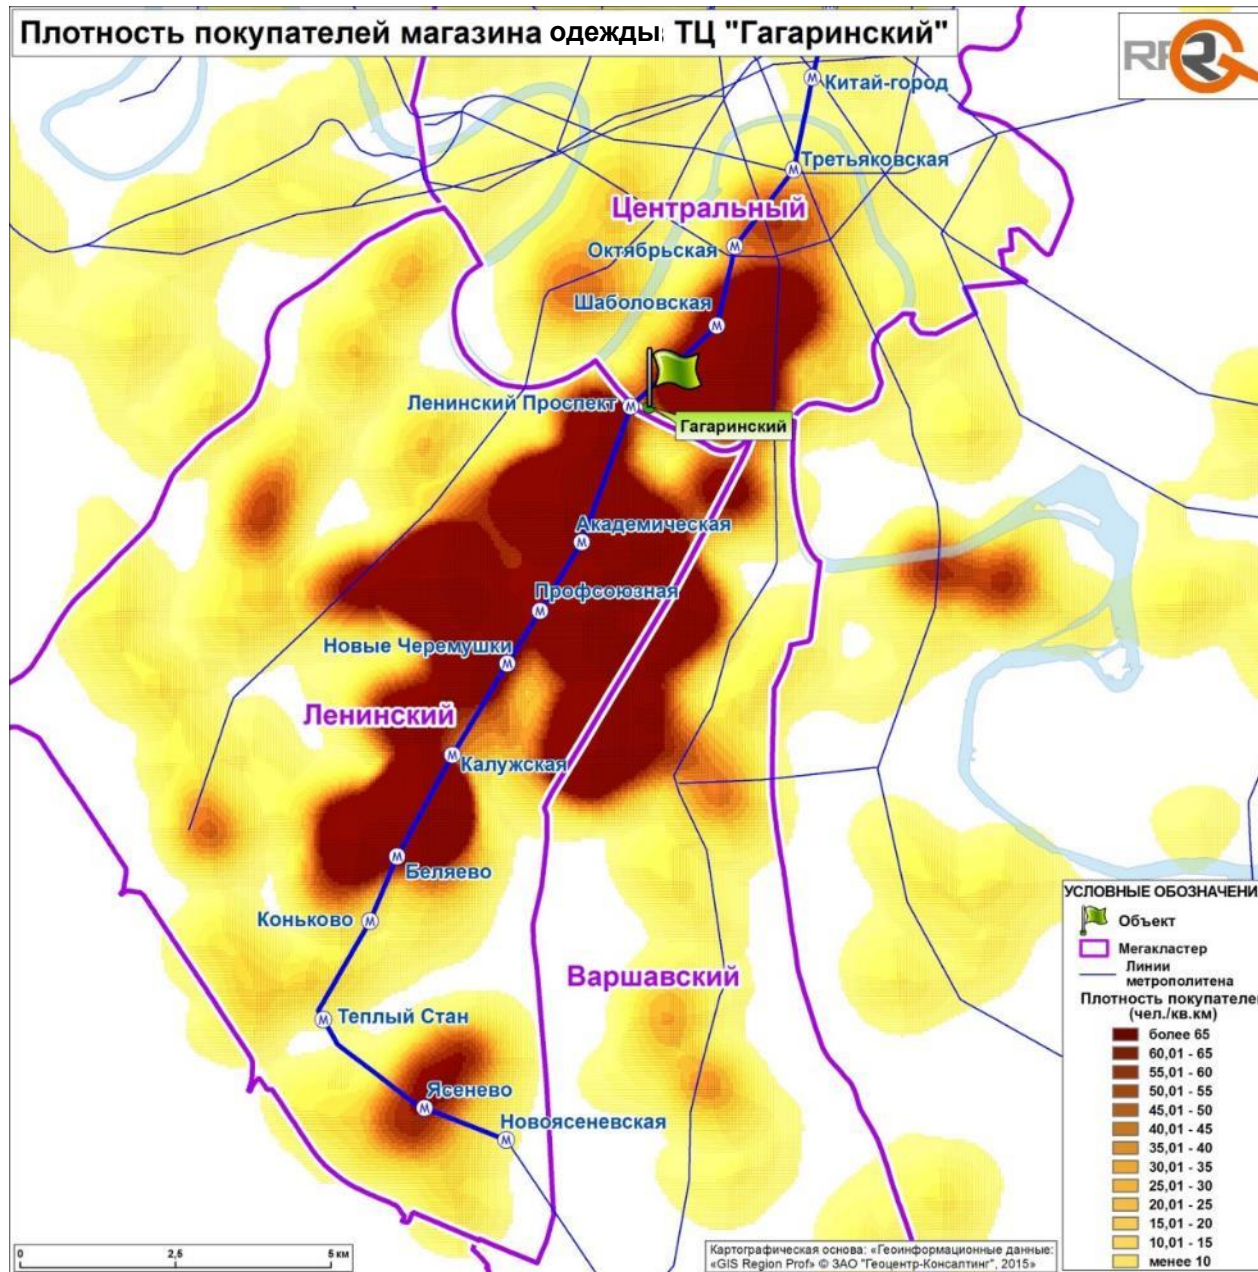 Плотность покупателей магазина одежды: ТЦ "Гагаринский"
Китай-город
Третьяковская
Центральный
Октябрьская
Шаболовская
Ленинский Проспект
Гагаринский
Академическая
Профсоюзная
Новые Черемушки
Ленинский
Калужская
Беляево
Коньково
Варшавский
Теплый Стан
Ясенево
Новоясеневская
УСЛОВНЫЕ ОБОЗНАЧЕНИ
Объект
Мегакластер
Линии
метрополитена
Плотность покупателей
(чел./кв.км)
более 65
60,01 - 65
55,01 - 60
50,01 - 55
45,01 - 50
40,01 - 45
35,01 - 40
30,01 - 35
25,01 - 30
20,01 - 25
15,01 - 20
10,01 - 15
менее 10
0 2,5 5 км
Картографическая основа: «Геоинформационные данные:
«GIS Region Prof» © ЗАО "Геоцентр-Консалтинг", 2015»